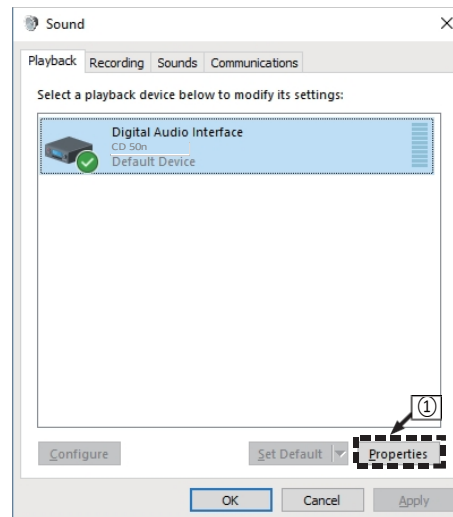 Sound
Playback Recording Sounds Communications
Select a playback device below to modify its settings:
Digital Audio Interface
CD 50n
Default Device
①
Configure Set Default Properties
OK Cancel Apply